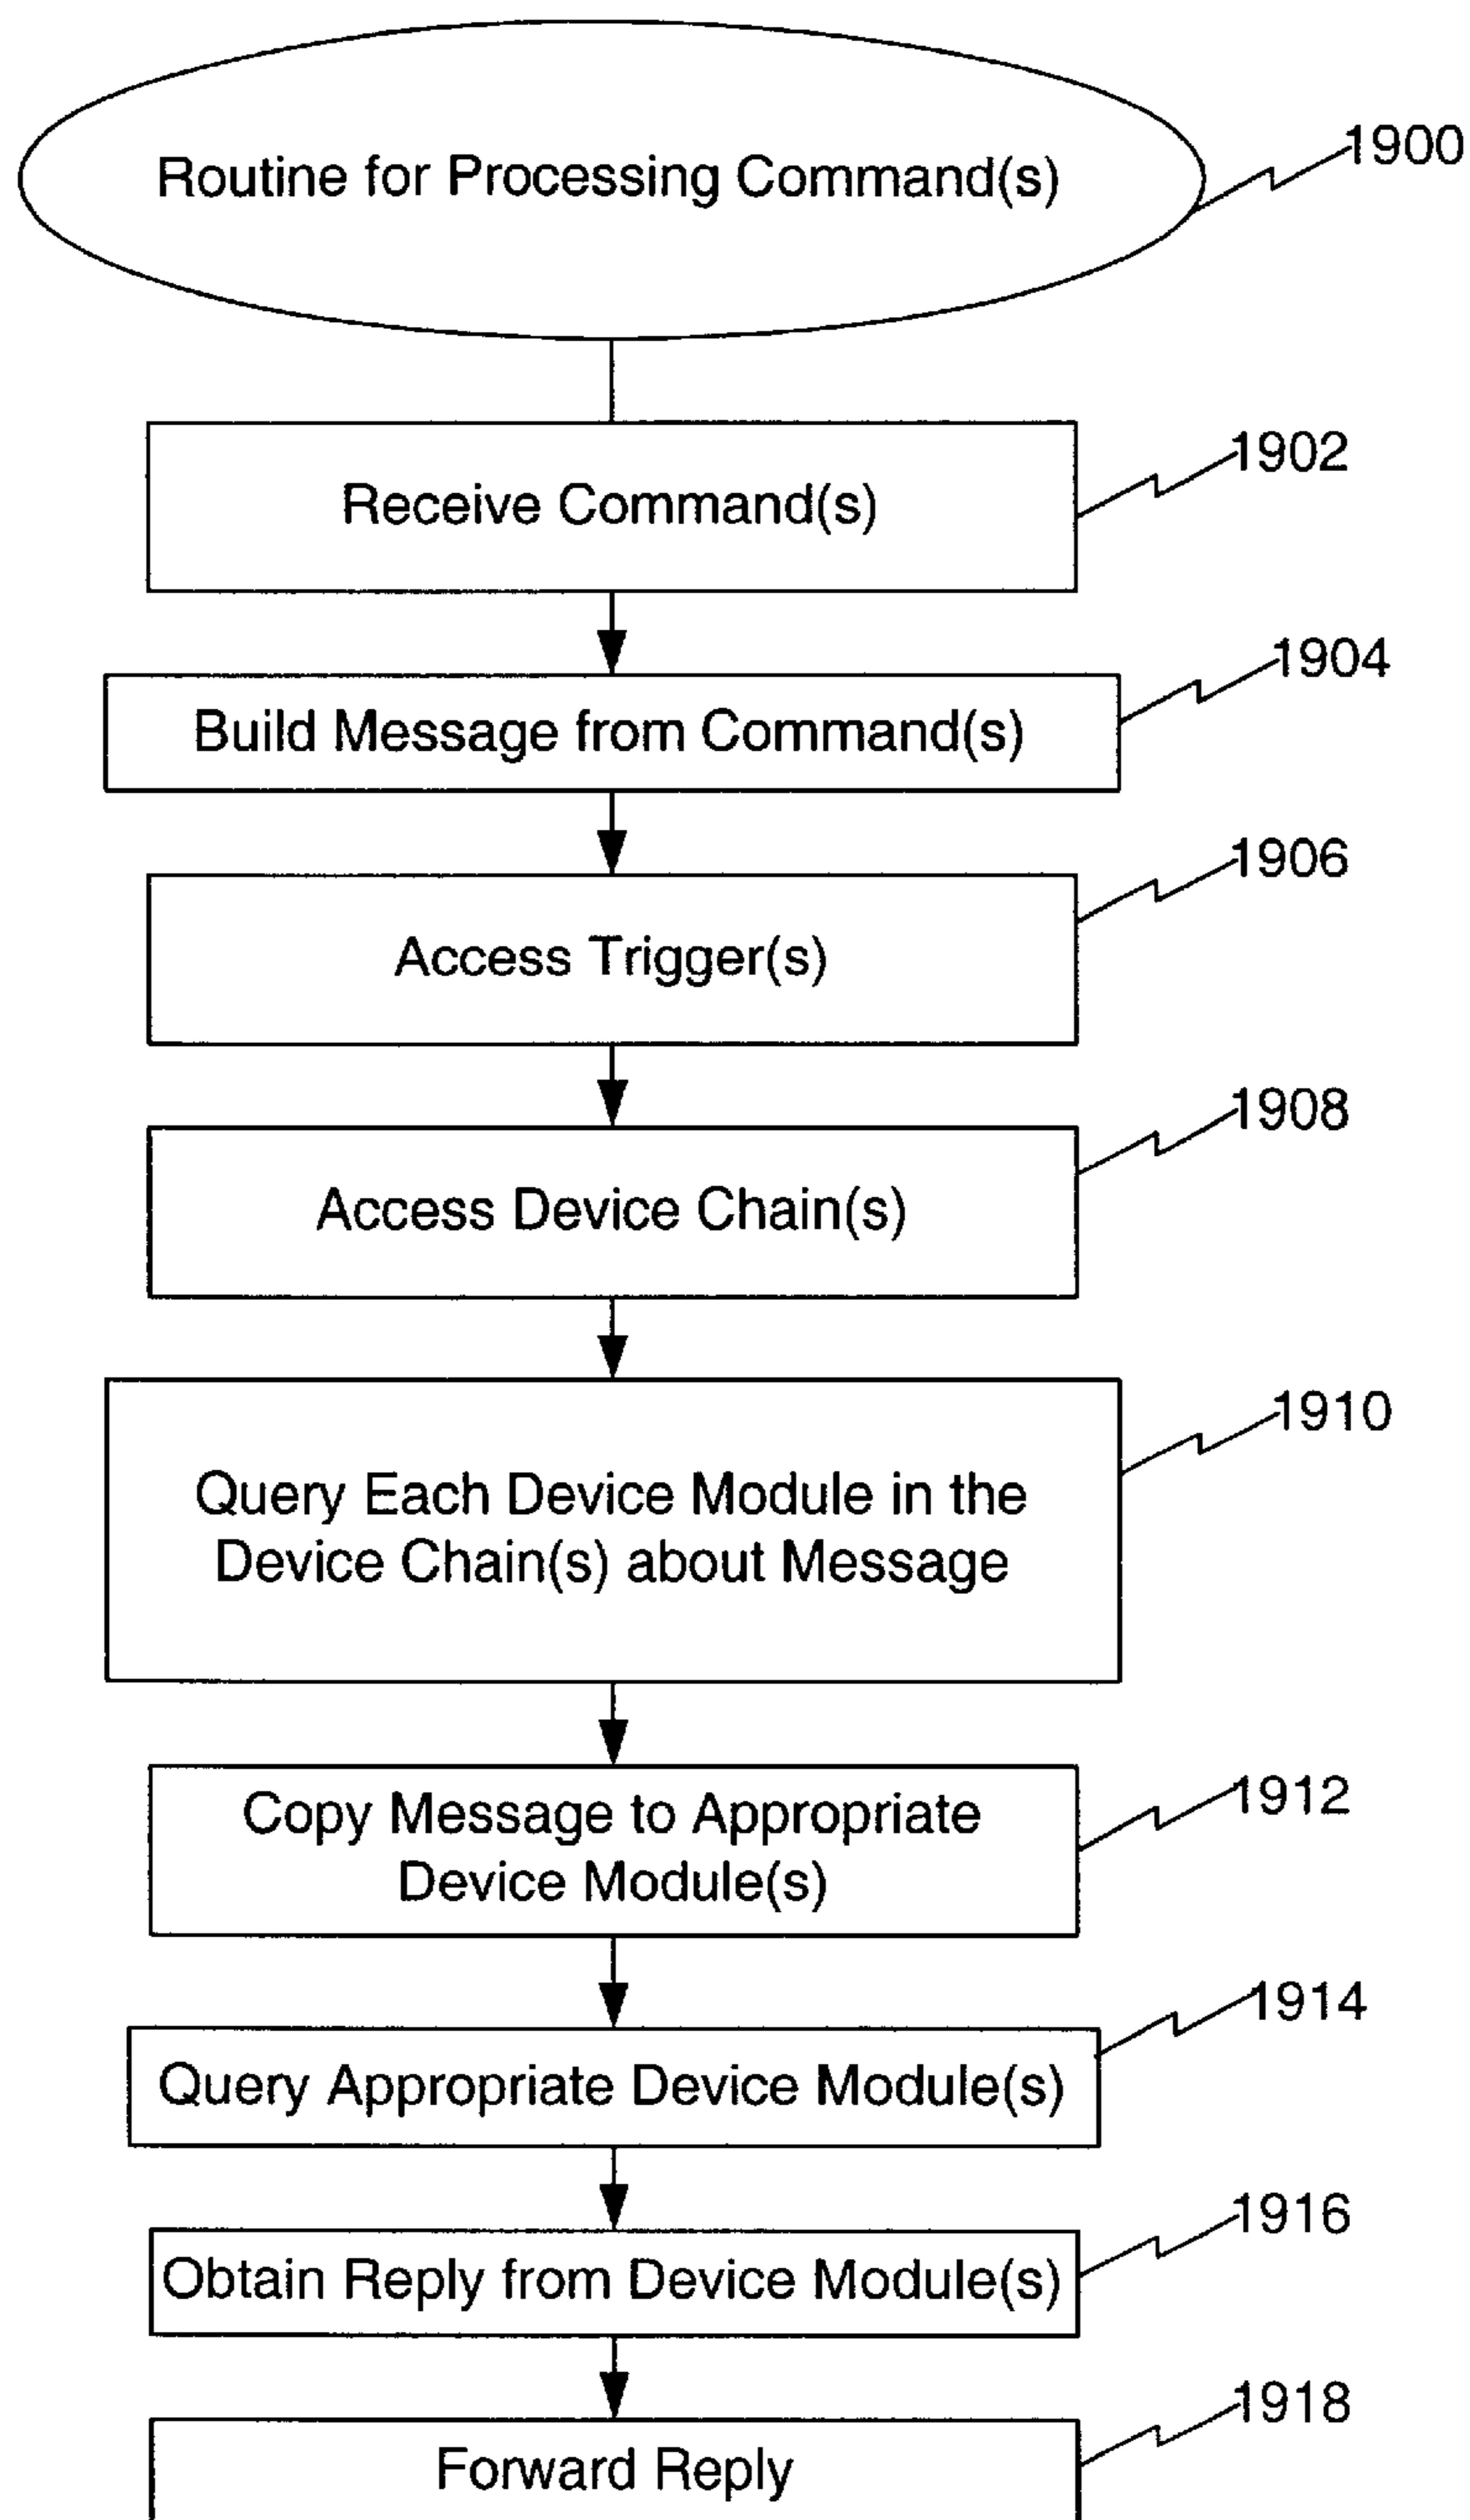 Routine for Processing Command(s)
1900
Receive Command(s)
1902
Build Message from Command(s)
1904
Access Trigger(s)
1906
Access Device Chain(s)
1908
Query Each Device Module in the
Device Chain(s) about Message
1910
Copy Message to Appropriate
Device Module(s)
1912
Query Appropriate Device Module(s)
1914
Obtain Reply from Device Module(s)
1916
Forward Reply
1918